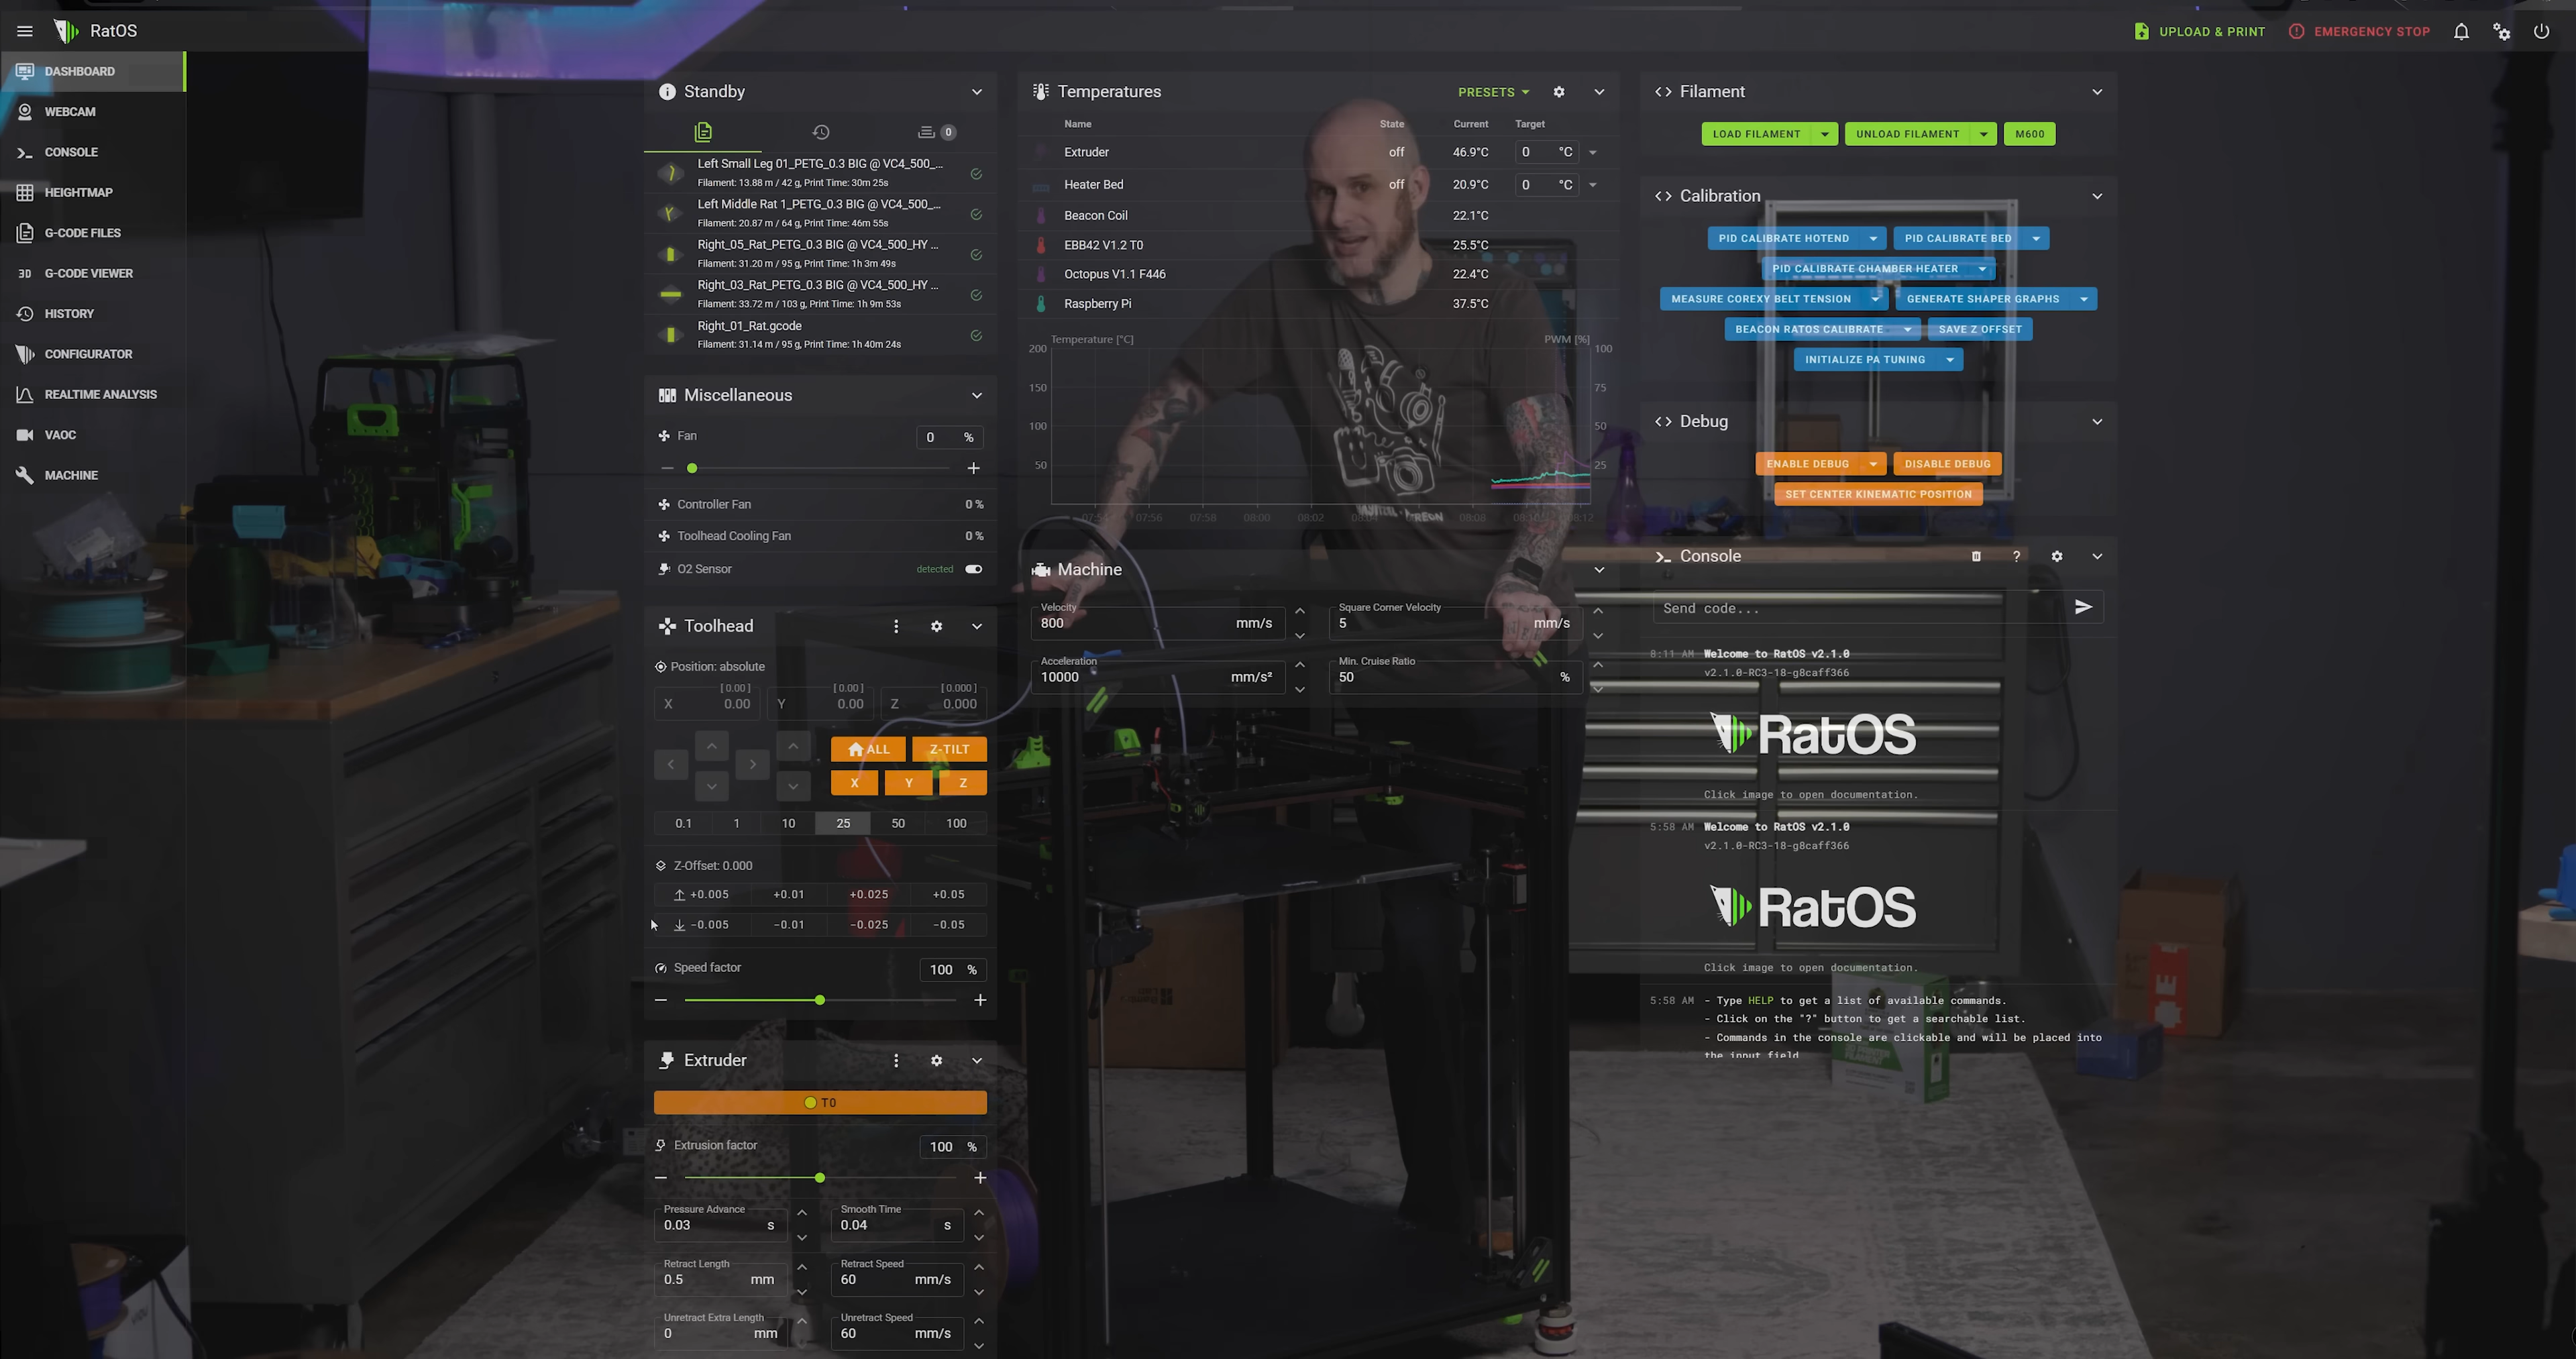 RatOS
UPLOAD & PRINT
EMERGENCY STOP
DASHBOARD
WEBCAM
CONSOLE
HEIGHTMAP
G-CODE FILES
3D G-CODE VIEWER
HISTORY
CONFIGURATOR
REALTIME ANALYSIS
VAOC
MACHINE
Standby
0
Left Small Leg 01_PETG_0.3 BIG @ VC4_500_...
Filament: 13.88 m / 42 g, Print Time: 30m 25s
Left Middle Rat 1_PETG_0.3 BIG @ VC4_500_...
Filament: 20.87 m / 64 g, Print Time: 46m 55s
Right_05_Rat_PETG_0.3 BIG @ VC4_500_HY ...
Filament: 31.20 m / 95 g, Print Time: 1h 3m 49s
Right_03_Rat_PETG_0.3 BIG @ VC4_500_HY ...
Filament: 33.72 m / 103 g, Print Time: 1h 9m 53s
Right_01_Rat.gcode
Filament: 31.14 m / 95 g, Print Time: 1h 40m 24s
Miscellaneous
Fan 0 %
Controller Fan 0 %
Toolhead Cooling Fan 0 %
O2 Sensor detected
Toolhead
Position: absolute
[ 0.00 ] [ 0.00 ] [ 0.000 ]
X 0.00 Y 0.00 Z 0.000
ALL Z-TILT
X Y Z
0.1 1 10 25 50 100
Z-Offset: 0.000
+0.005 +0.01 +0.025 +0.05
-0.005 -0.01 -0.025 -0.05
Speed factor 100 %
Extruder
T0
Extrusion factor 100 %
Pressure Advance Smooth Time
0.03 s 0.04 s
Retract Length Retract Speed
0.5 mm 60 mm/s
Unretract Extra Length Unretract Speed
0 mm 60 mm/s
Temperatures
PRESETS
Name State Current Target
Extruder off 46.9°C 0 °C
Heater Bed off 20.9°C 0 °C
Beacon Coil 22.1°C
EBB42 V1.2 T0 25.5°C
Octopus V1.1 F446 22.4°C
Raspberry Pi 37.5°C
Temperature [°C] PWM [%]
200 100
150 75
100 50
50 25
07:54 07:56 07:58 08:00 08:02 08:04 08:08 08:10 08:12
Machine
Velocity Square Corner Velocity
800 mm/s 5 mm/s
Acceleration Min. Cruise Ratio
10000 mm/s² 50 %
Filament
LOAD FILAMENT UNLOAD FILAMENT M600
Calibration
PID CALIBRATE HOTEND PID CALIBRATE BED
PID CALIBRATE CHAMBER HEATER
MEASURE COREXY BELT TENSION GENERATE SHAPER GRAPHS
BEACON RATOS CALIBRATE SAVE Z OFFSET
INITIALIZE PA TUNING
Debug
ENABLE DEBUG DISABLE DEBUG
SET CENTER KINEMATIC POSITION
Console
Send code...
8:11 AM Welcome to RatOS v2.1.0
v2.1.0-RC3-18-g8caff366
RatOS
Click image to open documentation.
5:58 AM Welcome to RatOS v2.1.0
v2.1.0-RC3-18-g8caff366
RatOS
Click image to open documentation.
5:58 AM - Type HELP to get a list of available commands.
- Click on the "?" button to get a searchable list.
- Commands in the console are clickable and will be placed into
the input field